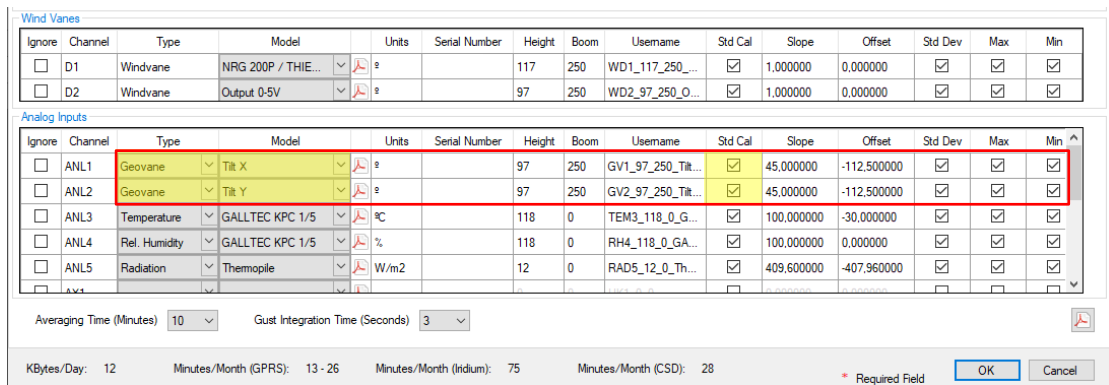 Wind Vanes
Ignore Channel Type Model Units Serial Number Height Boom Username Std Cal Slope Offset Std Dev Max Min
D1 Windvane NRG 200P / THIE... º 117 250 WD1_117_250_... 1,000000 0,000000
D2 Windvane Output 0-5V º 97 250 WD2_97_250_O... 1,000000 0,000000
Analog Inputs
Ignore Channel Type Model Units Serial Number Height Boom Username Std Cal Slope Offset Std Dev Max Min
ANL1 Geovane Tilt X º 97 250 GV1_97_250_Tilt... 45,000000 -112,500000
ANL2 Geovane Tilt Y º 97 250 GV2_97_250_Tilt... 45,000000 -112,500000
ANL3 Temperature GALLTEC KPC 1/5 ºC 118 0 TEM3_118_0_G... 100,000000 -30,000000
ANL4 Rel. Humidity GALLTEC KPC 1/5 % 118 0 RH4_118_0_GA... 100,000000 0,000000
ANL5 Radiation Thermopile W/m2 12 0 RAD5_12_0_Th... 409,600000 -407,960000
Averaging Time (Minutes) 10 Gust Integration Time (Seconds) 3
KBytes/Day: 12 Minutes/Month (GPRS): 13 - 26 Minutes/Month (Iridium): 75 Minutes/Month (CSD): 28 * Required Field OK Cancel